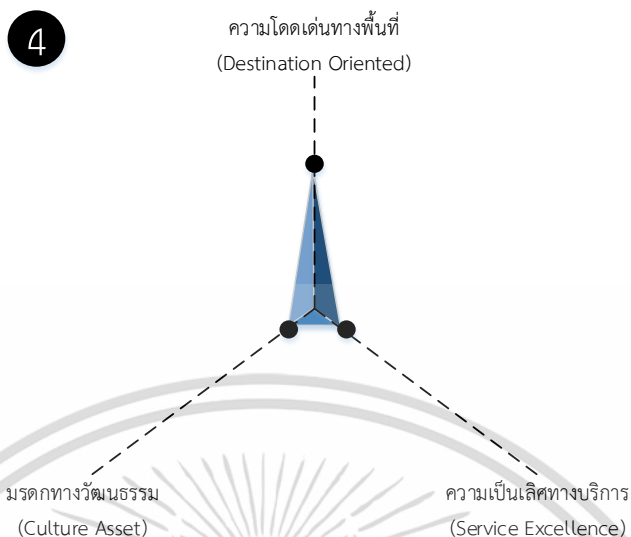 4
ความโดดเด่นทางพื้นที่
(Destination Oriented)
มรดกทางวัฒนธรรม
(Culture Asset)
ความเป็นเลิศทางบริการ
(Service Excellence)